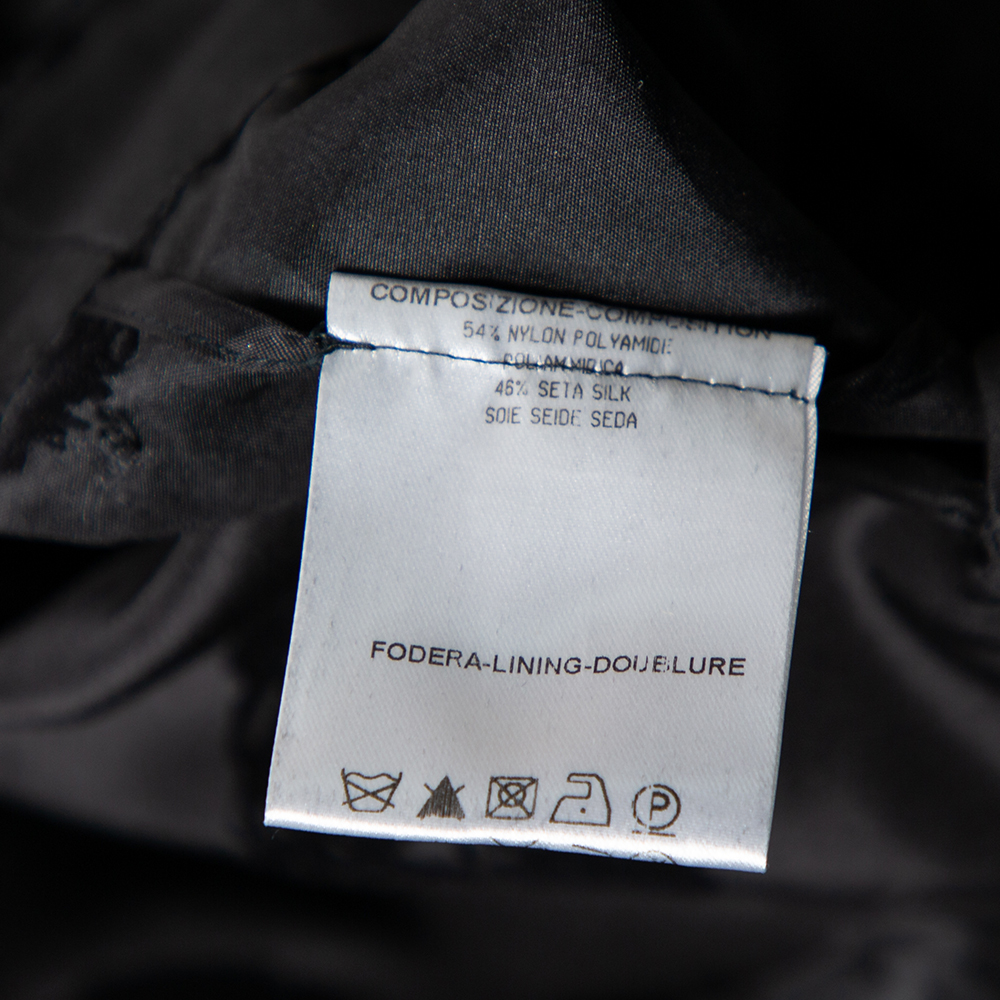 COMPOSIZIONE-COMPOSITION
54% NYLON POLYAMIDE
POLIAMMIDICA
46% SETA SILK
SOIE SEIDE SEDA
FODERA-LINING-DOUBLURE
P